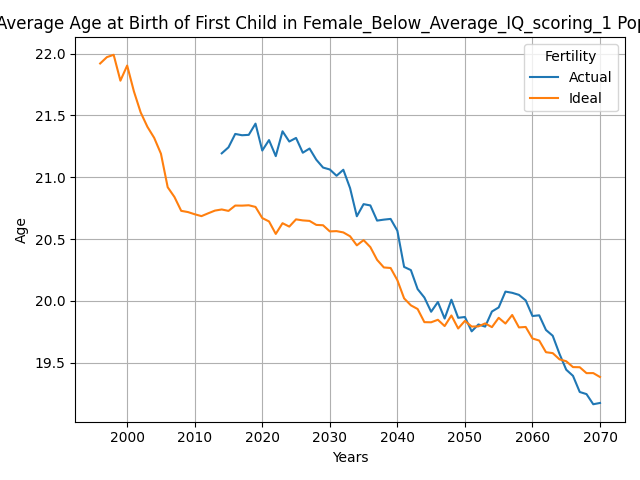 Average Age at Birth of First Child in Female_Below_Average_IQ_scoring_1
Fertility
Actual
Ideal
22.0
21.5
21.0
20.5
20.0
19.5
Age
2000 2010 2020 2030 2040 2050 2060 2070
Years